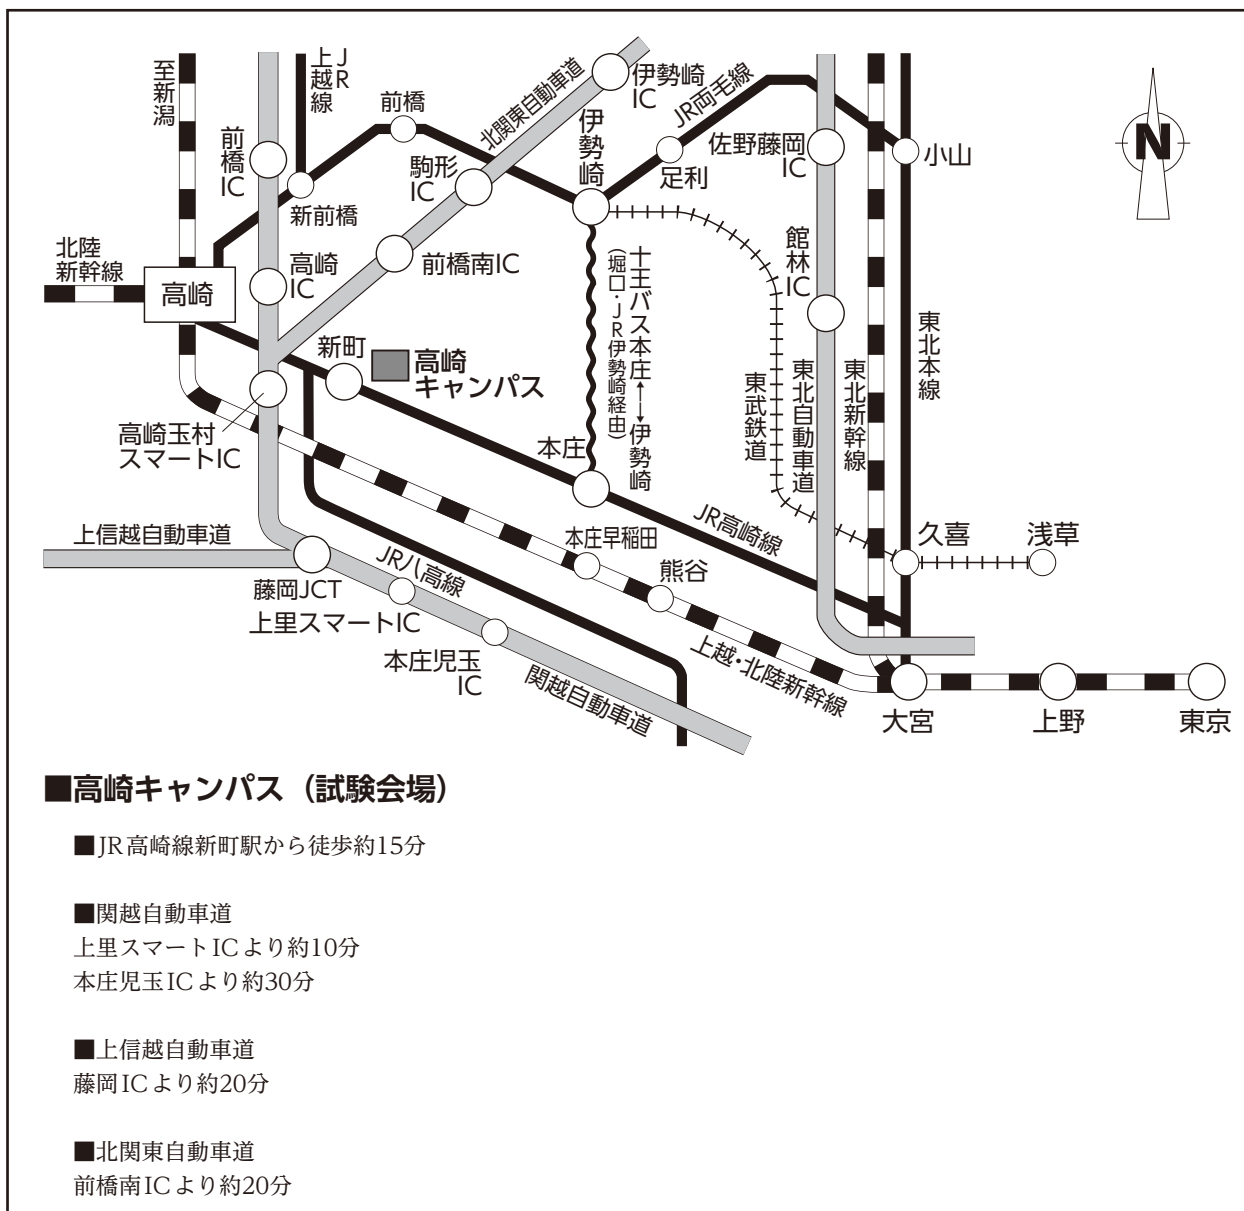 至新潟
JR
上越線
前橋
IC
前橋
北関東自動車道
伊勢崎
IC
伊勢崎
JR両毛線
足利
佐野藤岡
IC
小山
N
駒形
IC
新前橋
北陸
新幹線
高崎
高崎
IC
前橋南IC
館林
IC
十王バス本庄←→伊勢崎
(堀口・JR伊勢崎経由)
東武鉄道
東北自動車道
東北新幹線
東北本線
新町
高崎
キャンパス
高崎玉村
スマートIC
本庄
JR高崎線
久喜
浅草
上信越自動車道
藤岡JCT
JR八高線
本庄早稲田
熊谷
上里スマートIC
本庄児玉
IC
関越自動車道
上越・北陸新幹線
大宮
上野
東京
■高崎キャンパス（試験会場）
■JR高崎線新町駅から徒歩約15分
■関越自動車道
上里スマートICより約10分
本庄児玉ICより約30分
■上信越自動車道
藤岡ICより約20分
■北関東自動車道
前橋南ICより約20分